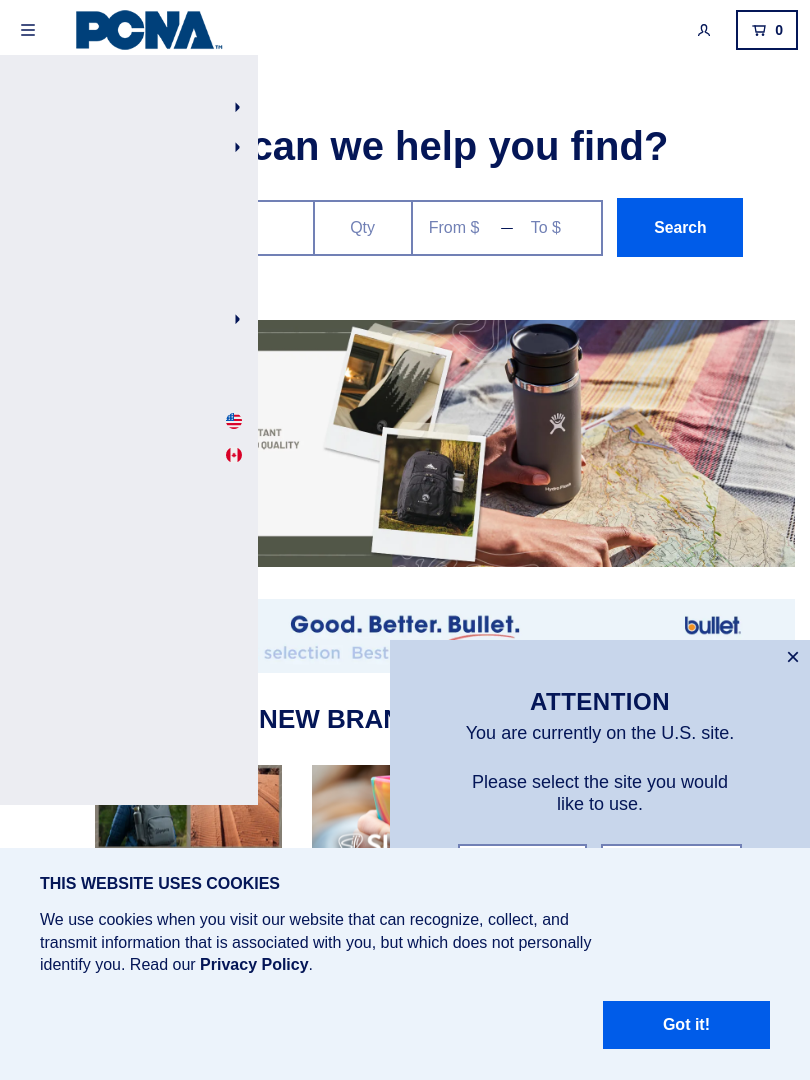 PCNA™
0
can we help you find?
Qty
From $ — To $
Search
TANT
QUALITY
Hydro Flask
Good. Better. Bullet.
bullet.
selection Best
NEW BRAN
ATTENTION
You are currently on the U.S. site.
Please select the site you would
like to use.
THIS WEBSITE USES COOKIES
We use cookies when you visit our website that can recognize, collect, and
transmit information that is associated with you, but which does not personally
identify you. Read our Privacy Policy.
Got it!